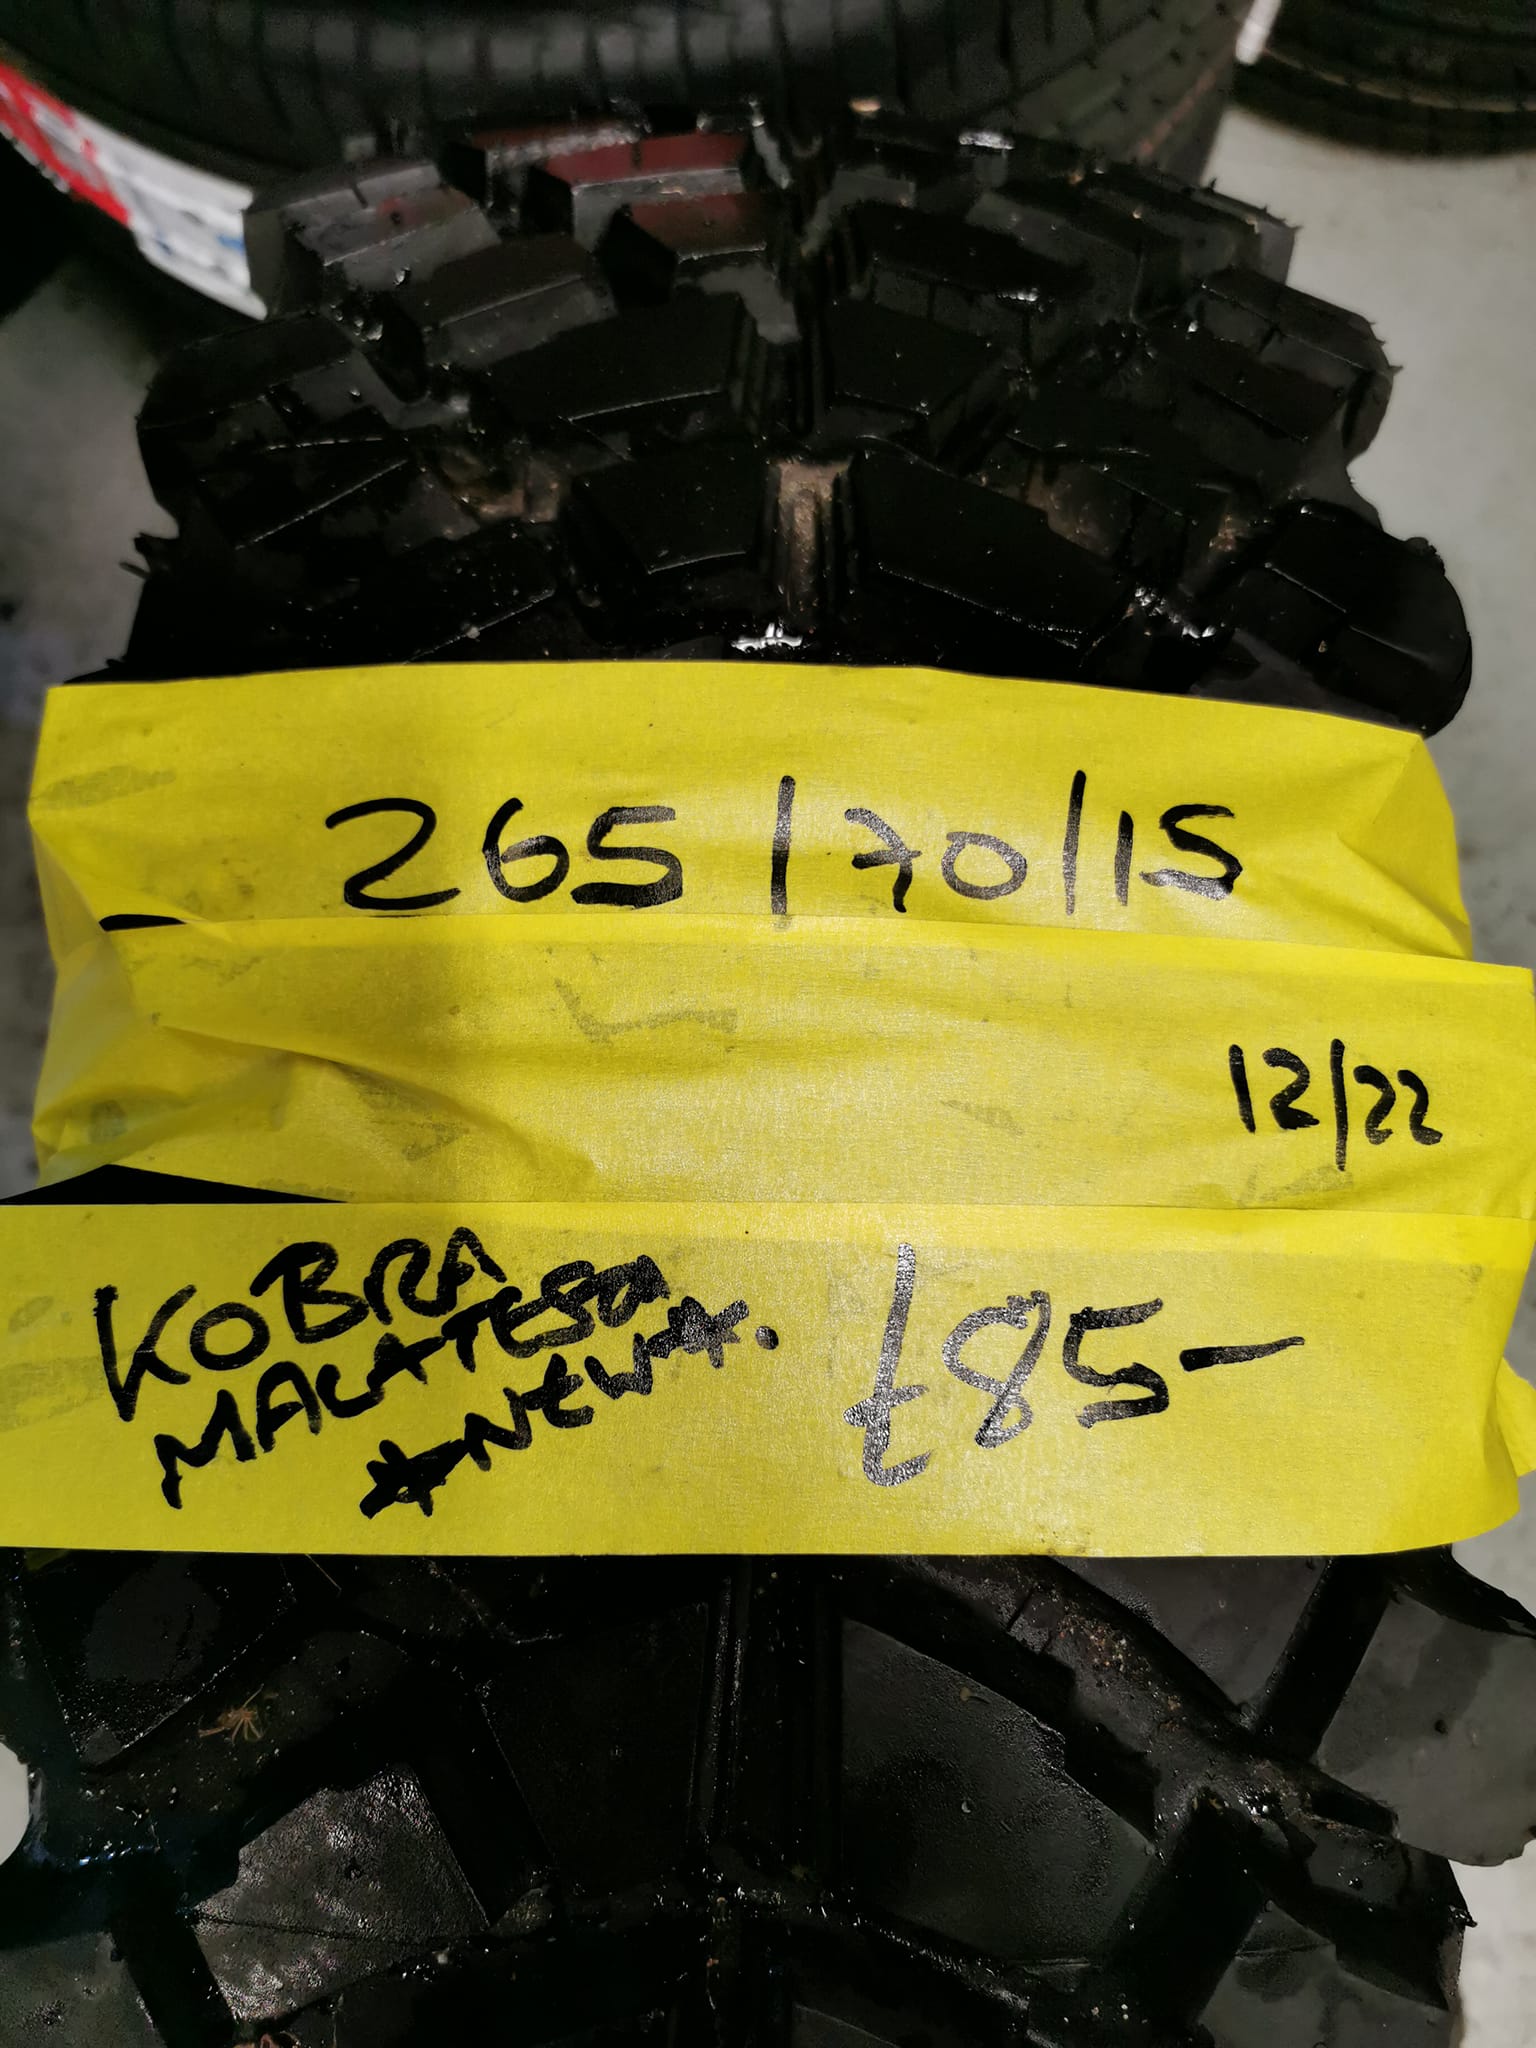 265/70/15
12/22
KOBRA
MALATESTA
*NEW**.
£85-